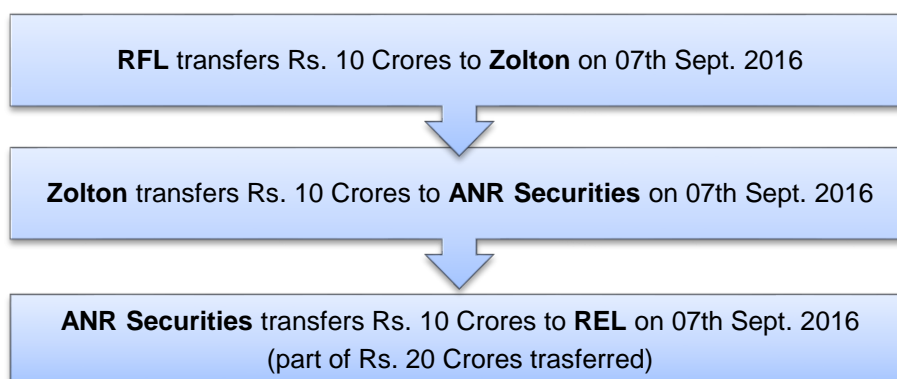 RFL transfers Rs. 10 Crores to Zolton on 07th Sept. 2016
Zolton transfers Rs. 10 Crores to ANR Securities on 07th Sept. 2016
ANR Securities transfers Rs. 10 Crores to REL on 07th Sept. 2016
(part of Rs. 20 Crores trasferred)